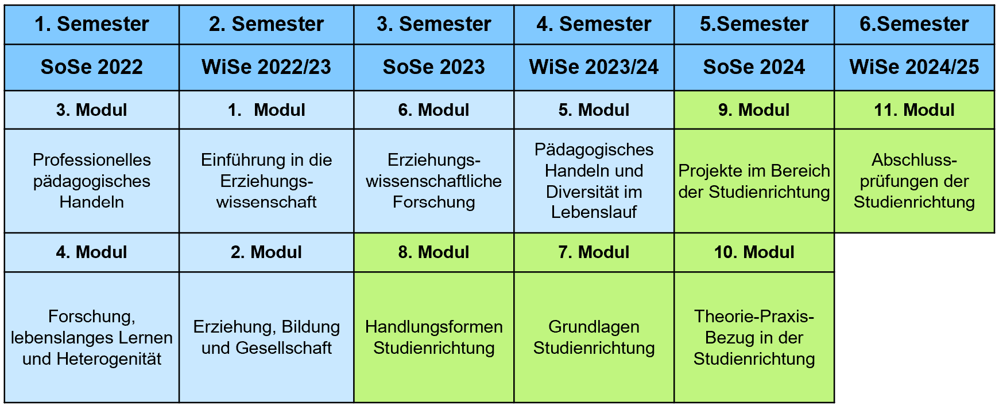 1. Semester
2. Semester
3. Semester
4. Semester
5.Semester
6.Semester
SoSe 2022
WiSe 2022/23
SoSe 2023
WiSe 2023/24
SoSe 2024
WiSe 2024/25
3. Modul
1. Modul
6. Modul
5. Modul
9. Modul
11. Modul
Professionelles
pädagogisches
Handeln
Einführung in die
Erziehungs-
wissenschaft
Erziehungs-
wissenschaftliche
Forschung
Pädagogisches
Handeln und
Diversität im
Lebenslauf
Projekte im Bereich
der Studienrichtung
Abschluss-
prüfungen der
Studienrichtung
4. Modul
2. Modul
8. Modul
7. Modul
10. Modul
Forschung,
lebenslanges Lernen
und Heterogenität
Erziehung, Bildung
und Gesellschaft
Handlungsformen
Studienrichtung
Grundlagen
Studienrichtung
Theorie-Praxis-
Bezug in der
Studienrichtung